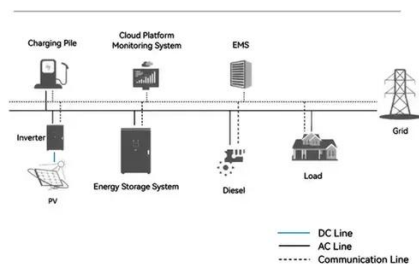 Charging Pile
Cloud Platform
Monitoring System
EMS
Grid
Inverter
PV
Energy Storage System
Diesel
Load
DC Line
AC Line
Communication Line